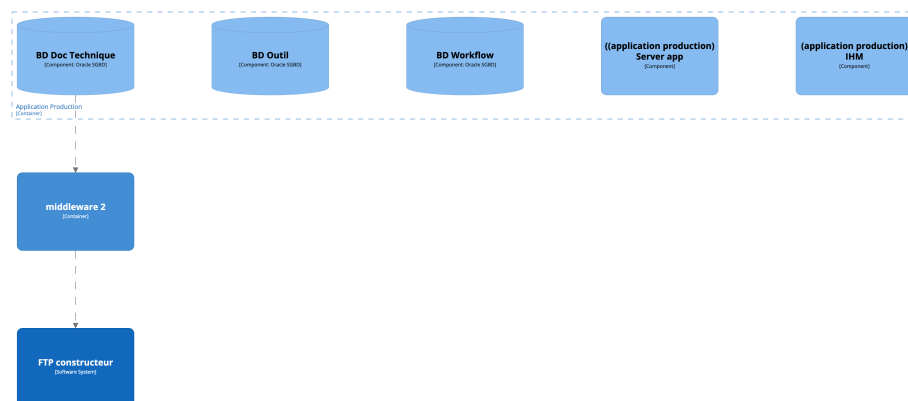 BD Doc Technique
[Component: Oracle SGBD]
BD Outil
[Component: Oracle SGBD]
BD Workflow
[Component: Oracle SGBD]
((application production)
Server app
[Component]
(application production)
IHM
[Component]
Application Production
[Container]
middleware 2
[Container]
FTP constructeur
[Software System]